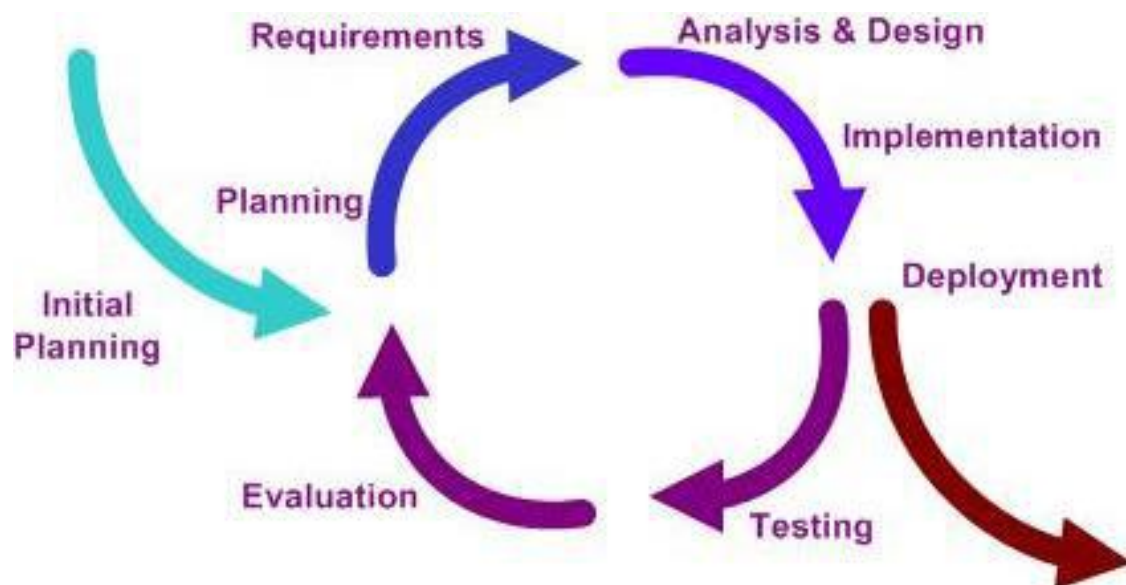 Requirements
Analysis & Design
Implementation
Planning
Deployment
Initial
Planning
Evaluation
Testing